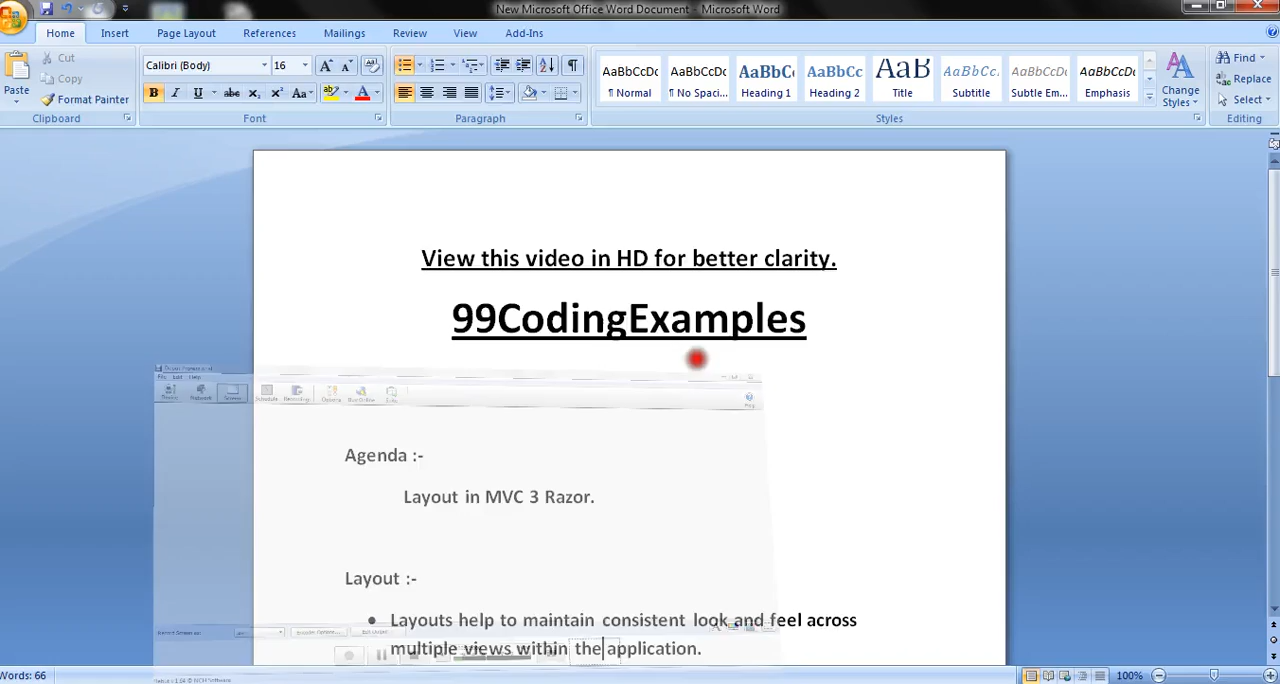 New Microsoft Office Word Document - Microsoft Word
Home Insert Page Layout References Mailings Review View Add-Ins
Paste
Cut
Copy
Format Painter
Clipboard
Calibri (Body) 16
Font
Paragraph
AaBbCcDc AaBbCcDc AaBbC AaBbCc AaB AaBbCc. AaBbCcDc AaBbCcDc
¶ Normal ¶ No Spaci... Heading 1 Heading 2 Title Subtitle Subtle Em... Emphasis
Change
Styles
Styles
Find
Replace
Select
Editing
View this video in HD for better clarity.
99CodingExamples
File Edit Help
Agenda :-
Layout in MVC 3 Razor.
Layout :-
• Layouts help to maintain consistent look and feel across
multiple views within the application.
Words: 66
100%